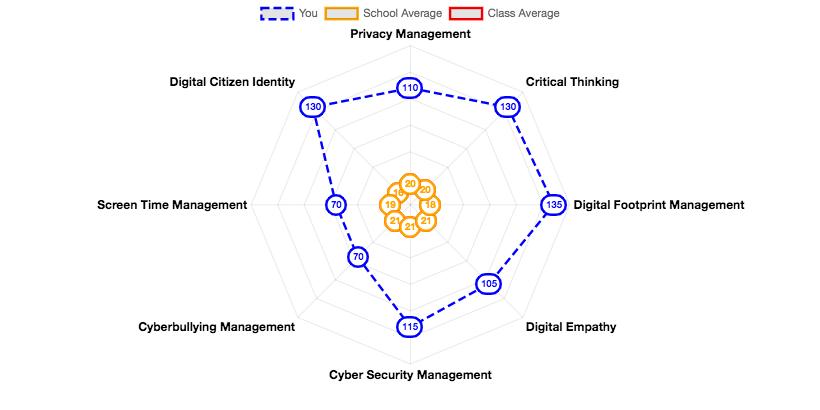 You School Average Class Average
Privacy Management
Digital Citizen Identity Critical Thinking
110
130 130
20
20
Screen Time Management 70 19 18 135 Digital Footprint Management
21 21
21
70
105
115
Cyberbullying Management Digital Empathy
Cyber Security Management